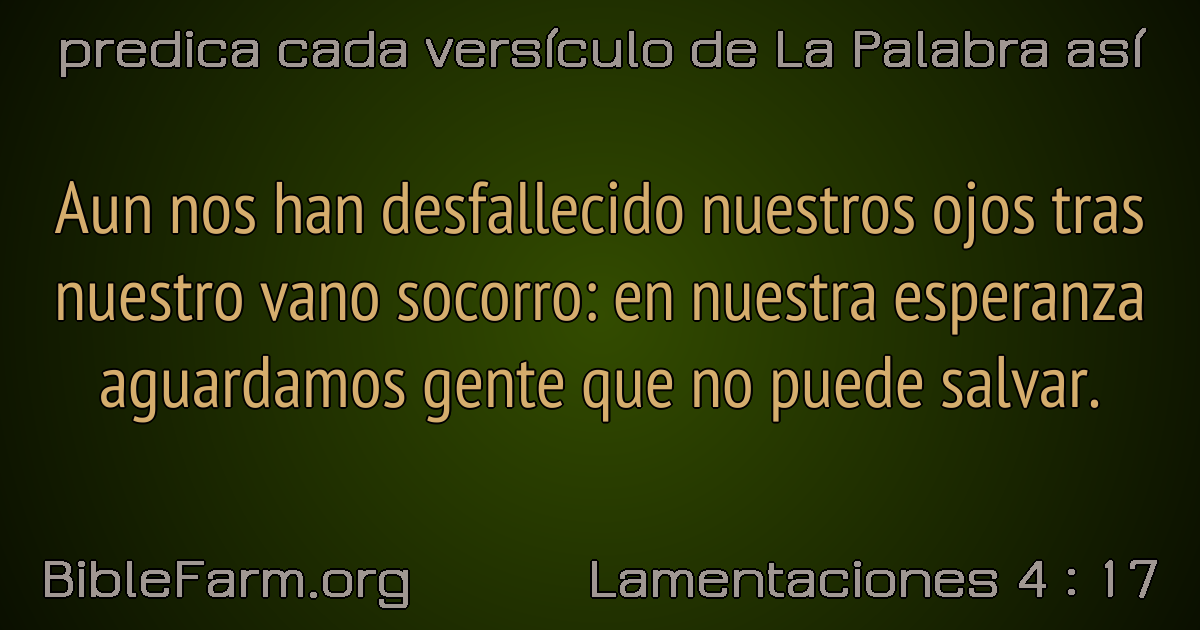 predica cada versículo de La Palabra así
Aun nos han desfallecido nuestros ojos tras
nuestro vano socorro: en nuestra esperanza
aguardamos gente que no puede salvar.
BibleFarm.org
Lamentaciones 4 : 17